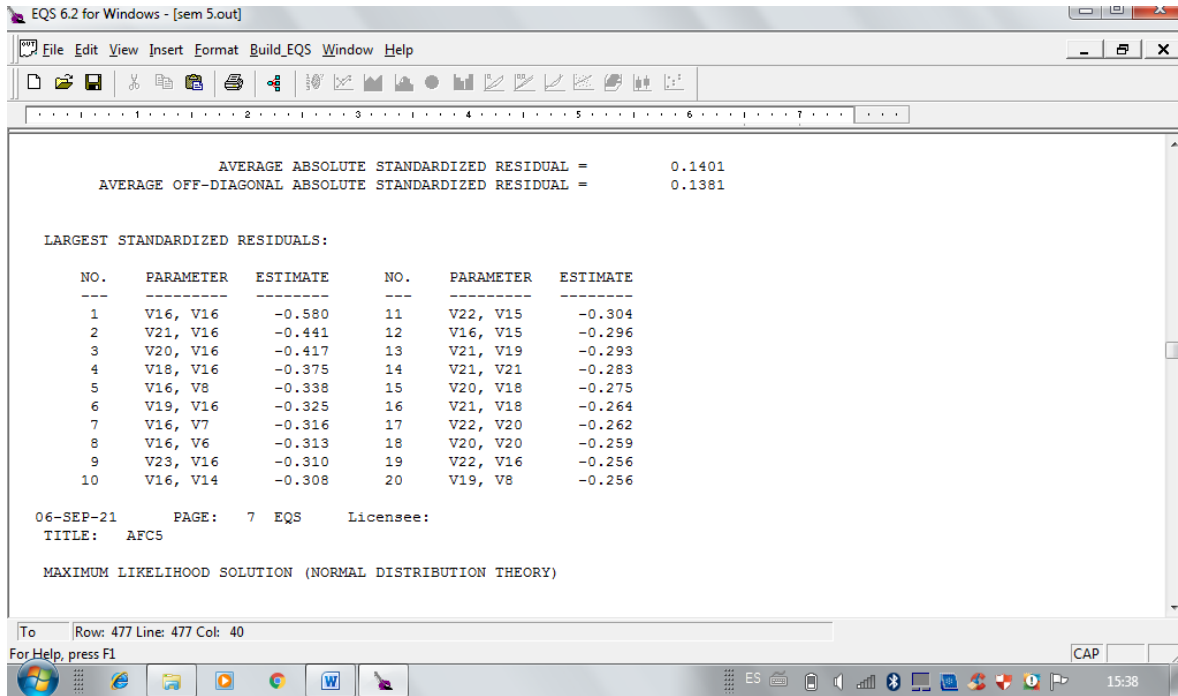 EQS 6.2 for Windows - [sem 5.out]
File Edit View Insert Format Build_EQS Window Help
1 2 3 4 5 6 7
AVERAGE ABSOLUTE STANDARDIZED RESIDUAL = 0.1401
AVERAGE OFF-DIAGONAL ABSOLUTE STANDARDIZED RESIDUAL = 0.1381
LARGEST STANDARDIZED RESIDUALS:
NO. PARAMETER ESTIMATE NO. PARAMETER ESTIMATE
--- --------- -------- --- --------- --------
1 V16, V16 -0.580 11 V22, V15 -0.304
2 V21, V16 -0.441 12 V16, V15 -0.296
3 V20, V16 -0.417 13 V21, V19 -0.293
4 V18, V16 -0.375 14 V21, V21 -0.283
5 V16, V8 -0.338 15 V20, V18 -0.275
6 V19, V16 -0.325 16 V21, V18 -0.264
7 V16, V7 -0.316 17 V22, V20 -0.262
8 V16, V6 -0.313 18 V20, V20 -0.259
9 V23, V16 -0.310 19 V22, V16 -0.256
10 V16, V14 -0.308 20 V19, V8 -0.256
06-SEP-21 PAGE: 7 EQS Licensee:
TITLE: AFC5
MAXIMUM LIKELIHOOD SOLUTION (NORMAL DISTRIBUTION THEORY)
To Row: 477 Line: 477 Col: 40
For Help, press F1 CAP
ES 15:38